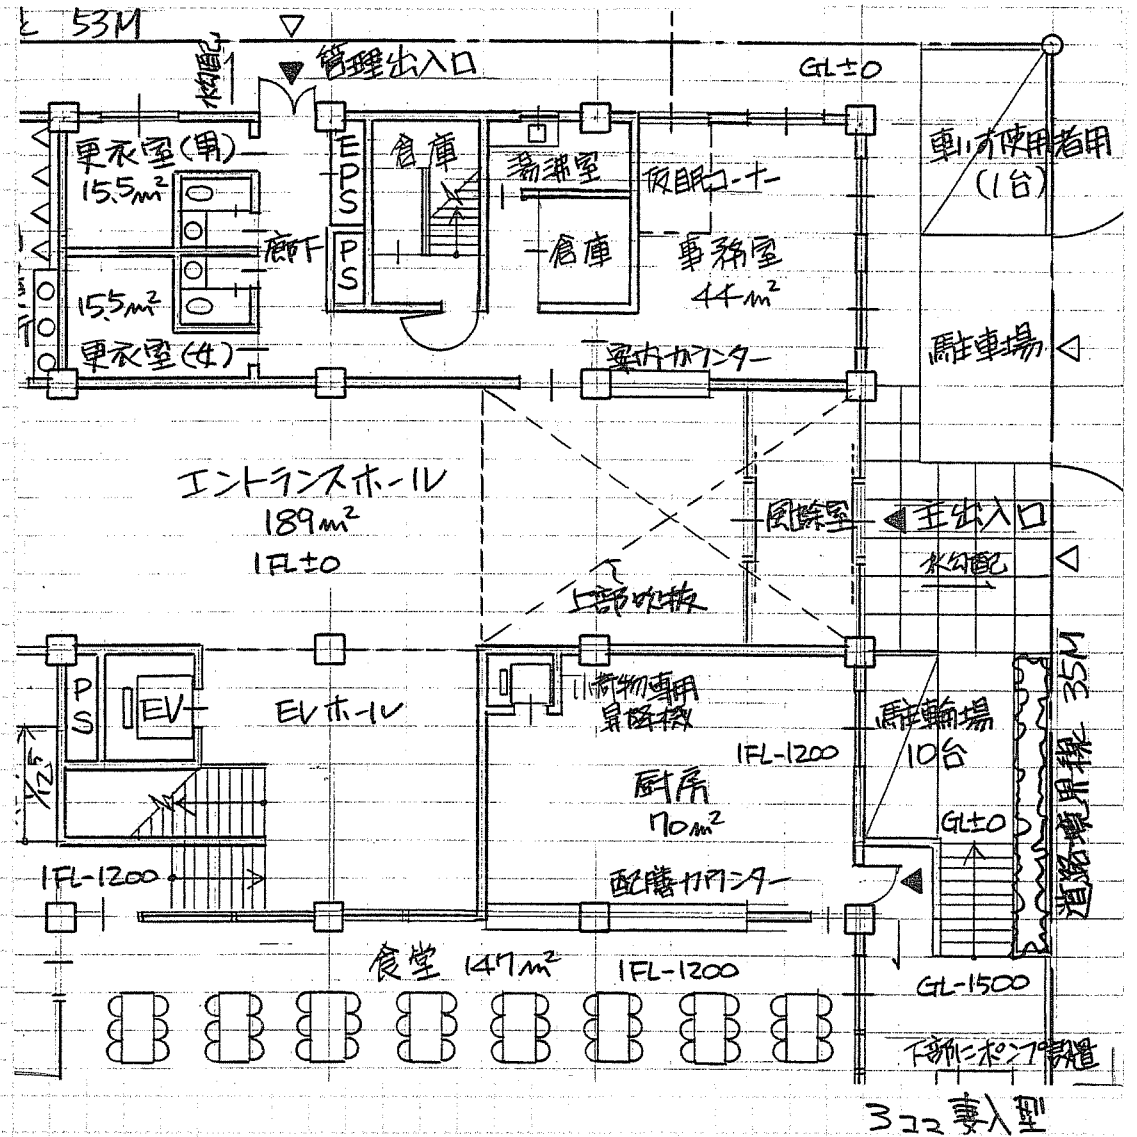 53M
管理出入口
水勾配
GL±0
更衣室(男)
15.5m²
EPS
倉庫
湯沸室
仮眠コーナー
車いす使用者用
(1台)
廊下
PS
倉庫
事務室
44m²
15.5m²
更衣室(女)
案内カウンター
駐車場
エントランスホール
189m²
1FL±0
風除室
主出入口
水勾配
上部吹抜
PS
EV
EVホール
小荷物専用
昇降機
1FL-1200
駐輪場
10台
道路境界線 35M
厨房
70m²
GL±0
1/12.5
1FL-1200
配膳カウンター
食堂 147m²
1FL-1200
GL-1500
下部にポンプ設置
3コユ 妻入型